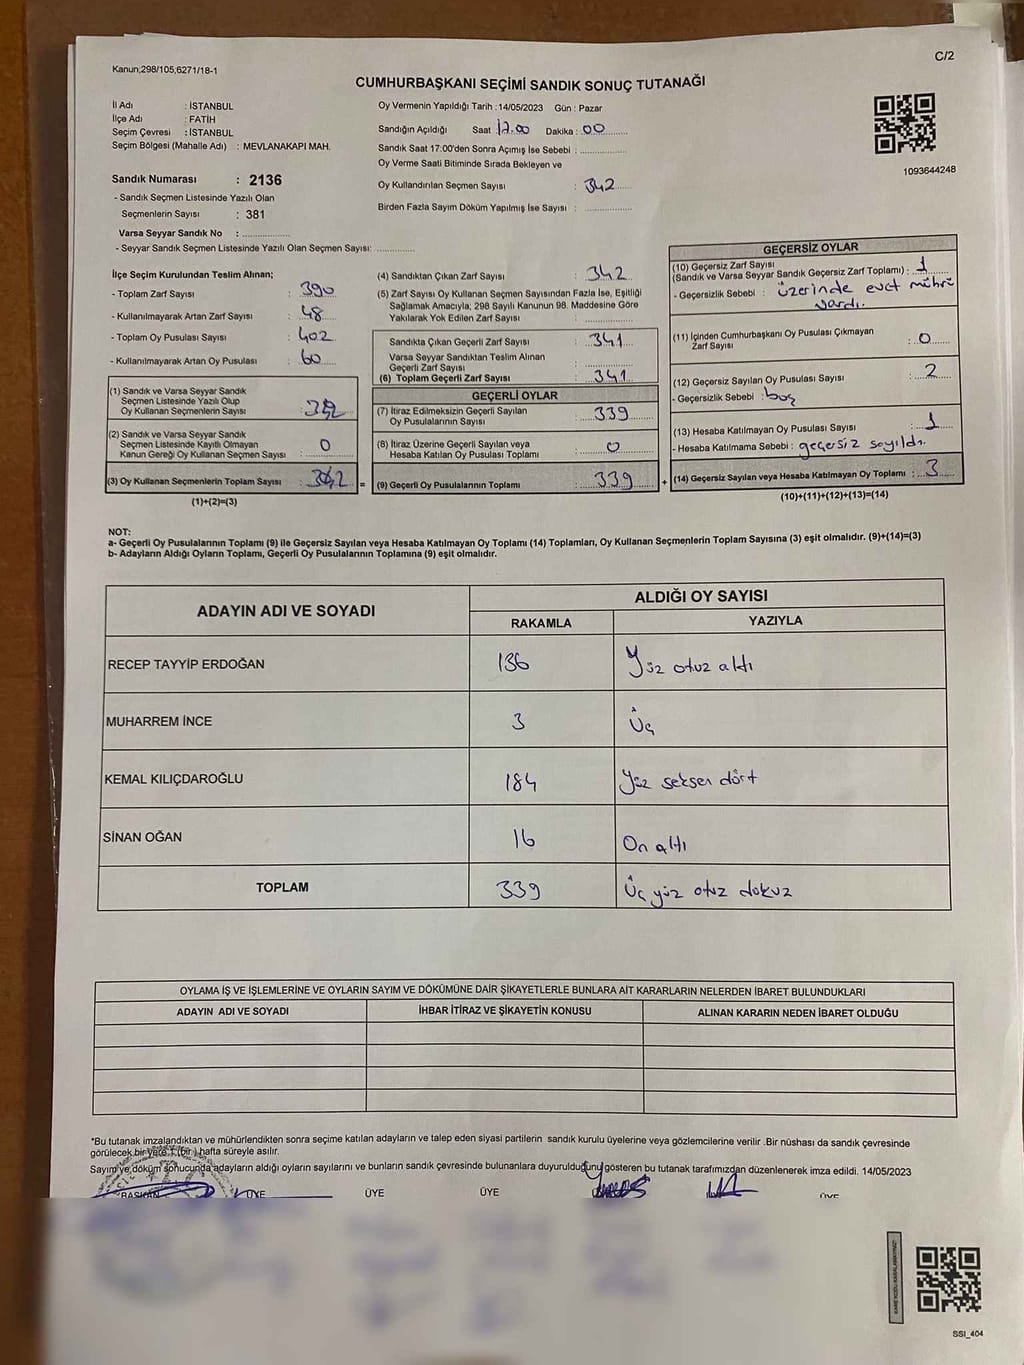 Kanun;298/105;6271/18-1
C/2
CUMHURBAŞKANI SEÇİMİ SANDIK SONUÇ TUTANAĞI
İl Adı : İSTANBUL
İlçe Adı : FATİH
Seçim Çevresi : İSTANBUL
Seçim Bölgesi (Mahalle Adı) : MEVLANAKAPI MAH.
Sandık Numarası : 2136
- Sandık Seçmen Listesinde Yazılı Olan
Seçmenlerin Sayısı : 381
Varsa Seyyar Sandık No : ................
- Seyyar Sandık Seçmen Listesinde Yazılı Olan Seçmen Sayısı: .............
Oy Vermenin Yapıldığı Tarih : 14/05/2023 Gün : Pazar
Sandığın Açıldığı Saat : 17.00 Dakika : 00
Sandık Saat 17:00'den Sonra Açımış İse Sebebi : ................
Oy Verme Saati Bitiminde Sırada Bekleyen ve
Oy Kullandırılan Seçmen Sayısı : 342
Birden Fazla Sayım Döküm Yapılmış İse Sayısı : ................
1093644248
İlçe Seçim Kurulundan Teslim Alınan;
- Toplam Zarf Sayısı : 390
- Kullanılmayarak Artan Zarf Sayısı : 48
- Toplam Oy Pusulası Sayısı : 402
- Kullanılmayarak Artan Oy Pusulası : 60
(1) Sandık ve Varsa Seyyar Sandık
Seçmen Listesinde Yazılı Olup
Oy Kullanan Seçmenlerin Sayısı :
(2) Sandık ve Varsa Seyyar Sandık
Seçmen Listesinde Kayıtlı Olmayan
Kanun Gereği Oy Kullanan Seçmen Sayısı : 0
(3) Oy Kullanan Seçmenlerin Toplam Sayısı : 342 =
(1)+(2)=(3)
(4) Sandıktan Çıkan Zarf Sayısı : 342
(5) Zarf Sayısı Oy Kullanan Seçmen Sayısından Fazla İse, Eşitliği
Sağlamak Amacıyla; 298 Sayılı Kanunun 98. Maddesine Göre
Yakılarak Yok Edilen Zarf Sayısı : ................
Sandıkta Çıkan Geçerli Zarf Sayısı : 341
Varsa Seyyar Sandıktan Teslim Alınan
Geçerli Zarf Sayısı : ................
(6) Toplam Geçerli Zarf Sayısı : 341
GEÇERLİ OYLAR
(7) İtiraz Edilmeksizin Geçerli Sayılan
Oy Pusulalarının Sayısı : 339
(8) İtiraz Üzerine Geçerli Sayılan veya
Hesaba Katılan Oy Pusulası Toplamı : 0
(9) Geçerli Oy Pusulalarının Toplamı : 339 +
GEÇERSİZ OYLAR
(10) Geçersiz Zarf Sayısı
(Sandık ve Varsa Seyyar Sandık Geçersiz Zarf Toplamı) : 1
- Geçersizlik Sebebi : üzerinde evet mührü
vardı.
(11) İçinden Cumhurbaşkanı Oy Pusulası Çıkmayan
Zarf Sayısı : 0
(12) Geçersiz Sayılan Oy Pusulası Sayısı : 2
- Geçersizlik Sebebi : boş
(13) Hesaba Katılmayan Oy Pusulası Sayısı : 1
- Hesaba Katılmama Sebebi : geçersiz sayıldı.
(14) Geçersiz Sayılan veya Hesaba Katılmayan Oy Toplamı : 3
(10)+(11)+(12)+(13)=(14)
NOT:
a- Geçerli Oy Pusulalarının Toplamı (9) ile Geçersiz Sayılan veya Hesaba Katılmayan Oy Toplamı (14) Toplamları, Oy Kullanan Seçmenlerin Toplam Sayısına (3) eşit olmalıdır. (9)+(14)=(3)
b- Adayların Aldığı Oyların Toplamı, Geçerli Oy Pusulalarının Toplamına (9) eşit olmalıdır.
ADAYIN ADI VE SOYADI ALDIĞI OY SAYISI
RAKAMLA YAZIYLA
RECEP TAYYİP ERDOĞAN 136 Yüz otuz altı
MUHARREM İNCE 3 Üç
KEMAL KILIÇDAROĞLU 184 Yüz seksen dört
SİNAN OĞAN 16 On altı
TOPLAM 339 Üç yüz otuz dokuz
OYLAMA İŞ VE İŞLEMLERİNE VE OYLARIN SAYIM VE DÖKÜMÜNE DAİR ŞİKAYETLERLE BUNLARA AİT KARARLARIN NELERDEN İBARET BULUNDUKLARI
ADAYIN ADI VE SOYADI İHBAR İTİRAZ VE ŞİKAYETİN KONUSU ALINAN KARARIN NEDEN İBARET OLDUĞU
*Bu tutanak imzalandıktan ve mühürlendikten sonra seçime katılan adayların ve talep eden siyasi partilerin sandık kurulu üyelerine veya gözlemcilerine verilir .Bir nüshası da sandık çevresinde
görülecek bir yere 1 (bir ) hafta süreyle asılır.
Sayım ve döküm sonucunda adayların aldığı oyların sayılarını ve bunların sandık çevresinde bulunanlara duyurulduğunu gösteren bu tutanak tarafımızdan düzenlenerek imza edildi. 14/05/2023
BAŞKAN ÜYE ÜYE ÜYE ÜYE
SSI_404